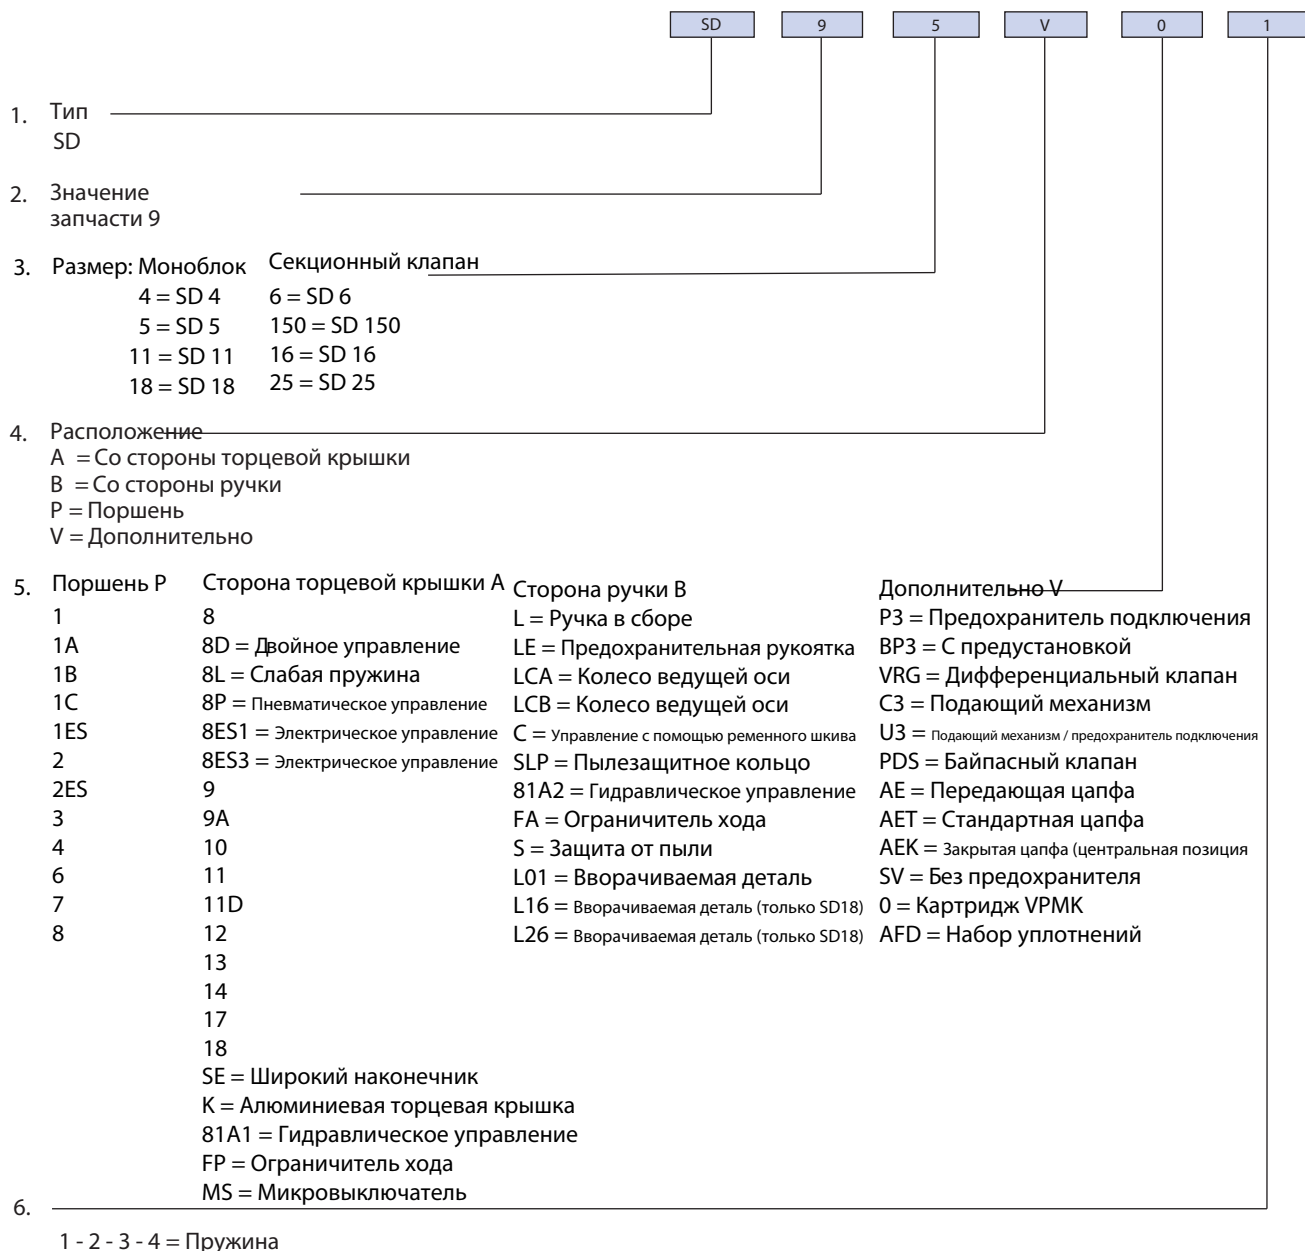 SD 9 5 V 0 1
1. Тип
SD
2. Значение
запчасти 9
3. Размер: Моноблок Секционный клапан
4 = SD 4 6 = SD 6
5 = SD 5 150 = SD 150
11 = SD 11 16 = SD 16
18 = SD 18 25 = SD 25
4. Расположение
A = Со стороны торцевой крышки
B = Со стороны ручки
P = Поршень
V = Дополнительно
5. Поршень P Сторона торцевой крышки A Сторона ручки B Дополнительно V
1 8 L = Ручка в сборе P3 = Предохранитель подключения
1A 8D = Двойное управление LE = Предохранительная рукоятка BP3 = С предустановкой
1B 8L = Слабая пружина LCA = Колесо ведущей оси VRG = Дифференциальный клапан
1C 8P = Пневматическое управление LCB = Колесо ведущей оси C3 = Подающий механизм
1ES 8ES1 = Электрическое управление C = Управление с помощью ременного шкива U3 = Подающий механизм / предохранитель подключения
2 8ES3 = Электрическое управление SLP = Пылезащитное кольцо PDS = Байпасный клапан
2ES 9 81A2 = Гидравлическое управление AE = Передающая цапфа
3 9A FA = Ограничитель хода AET = Стандартная цапфа
4 10 S = Защита от пыли AEK = Закрытая цапфа (центральная позиция
6 11 L01 = Вворачиваемая деталь SV = Без предохранителя
7 11D L16 = Вворачиваемая деталь (только SD18) 0 = Картридж VPMK
8 12 L26 = Вворачиваемая деталь (только SD18) AFD = Набор уплотнений
13
14
17
18
SE = Широкий наконечник
K = Алюминиевая торцевая крышка
81A1 = Гидравлическое управление
FP = Ограничитель хода
MS = Микровыключатель
6.
1 - 2 - 3 - 4 = Пружина